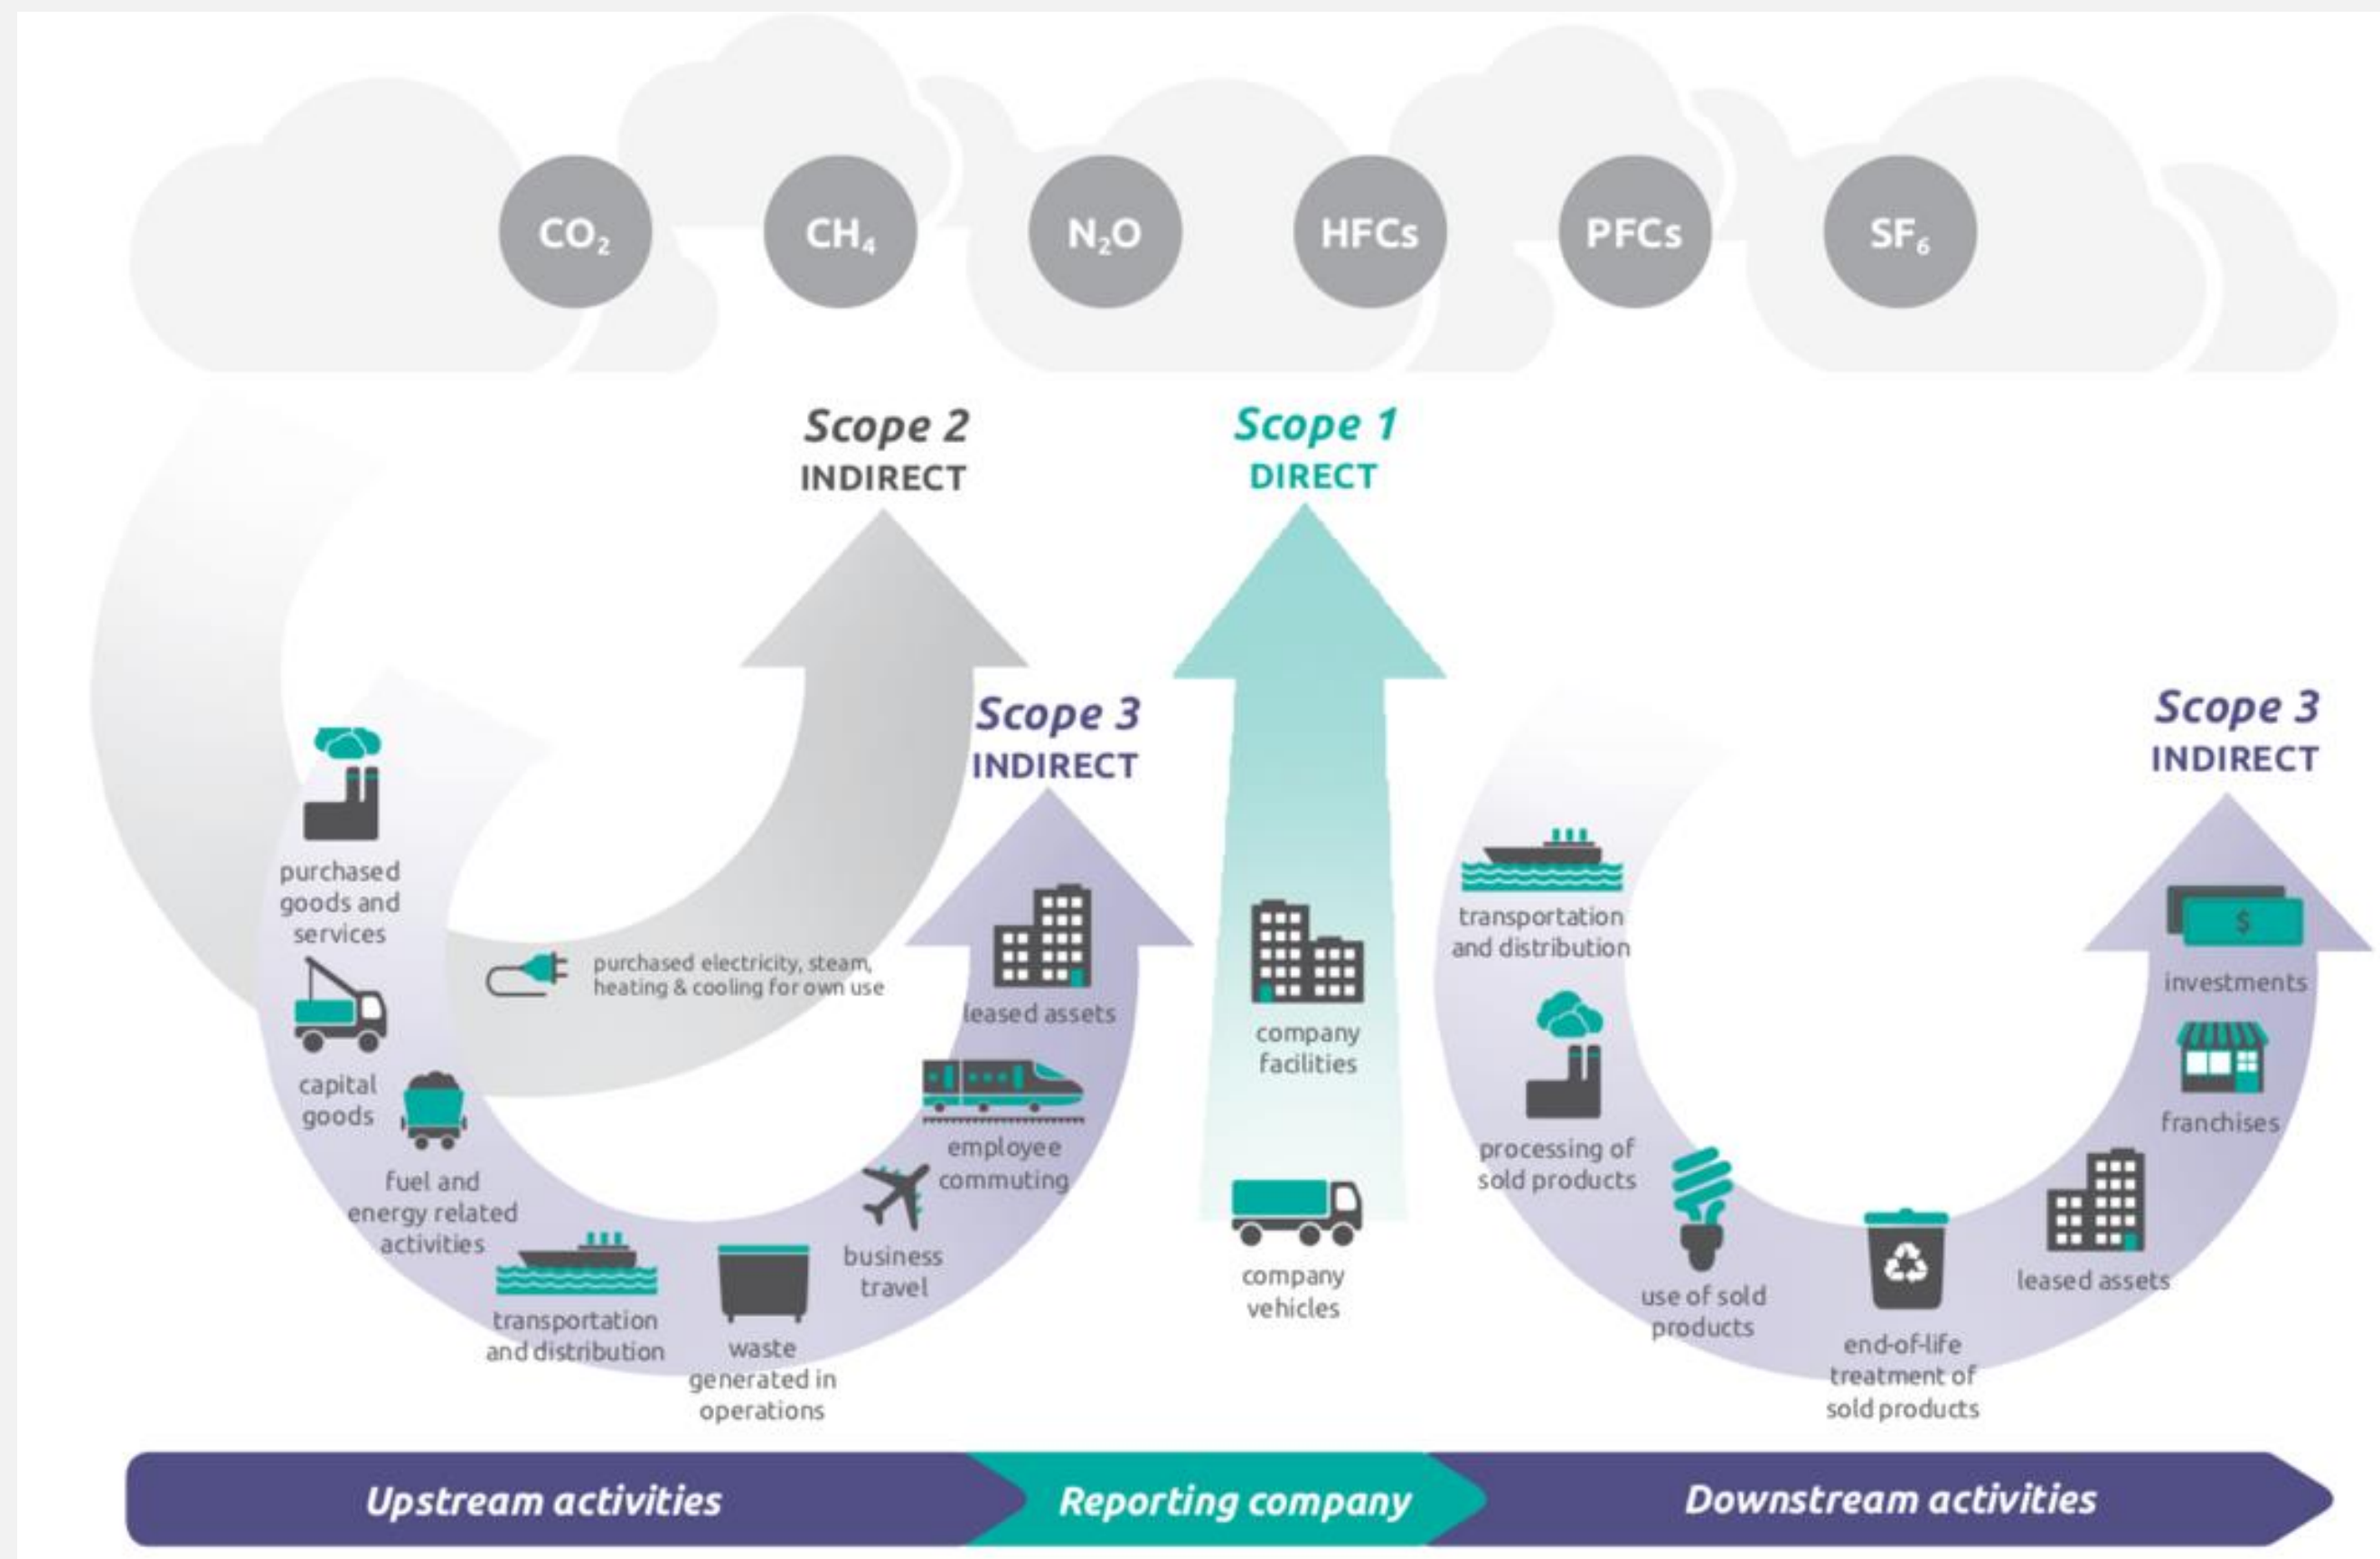 CO₂
CH₄
N₂O
HFCs
PFCs
SF₆
Scope 2
INDIRECT
Scope 1
DIRECT
Scope 3
INDIRECT
Scope 3
INDIRECT
purchased
goods and
services
capital
goods
fuel and
energy related
activities
transportation
and distribution
waste
generated in
operations
business
travel
employee
commuting
leased assets
purchased electricity, steam,
heating & cooling for own use
company
facilities
company
vehicles
transportation
and distribution
processing of
sold products
use of sold
products
end-of-life
treatment of
sold products
leased assets
franchises
$
investments
Upstream activities
Reporting company
Downstream activities